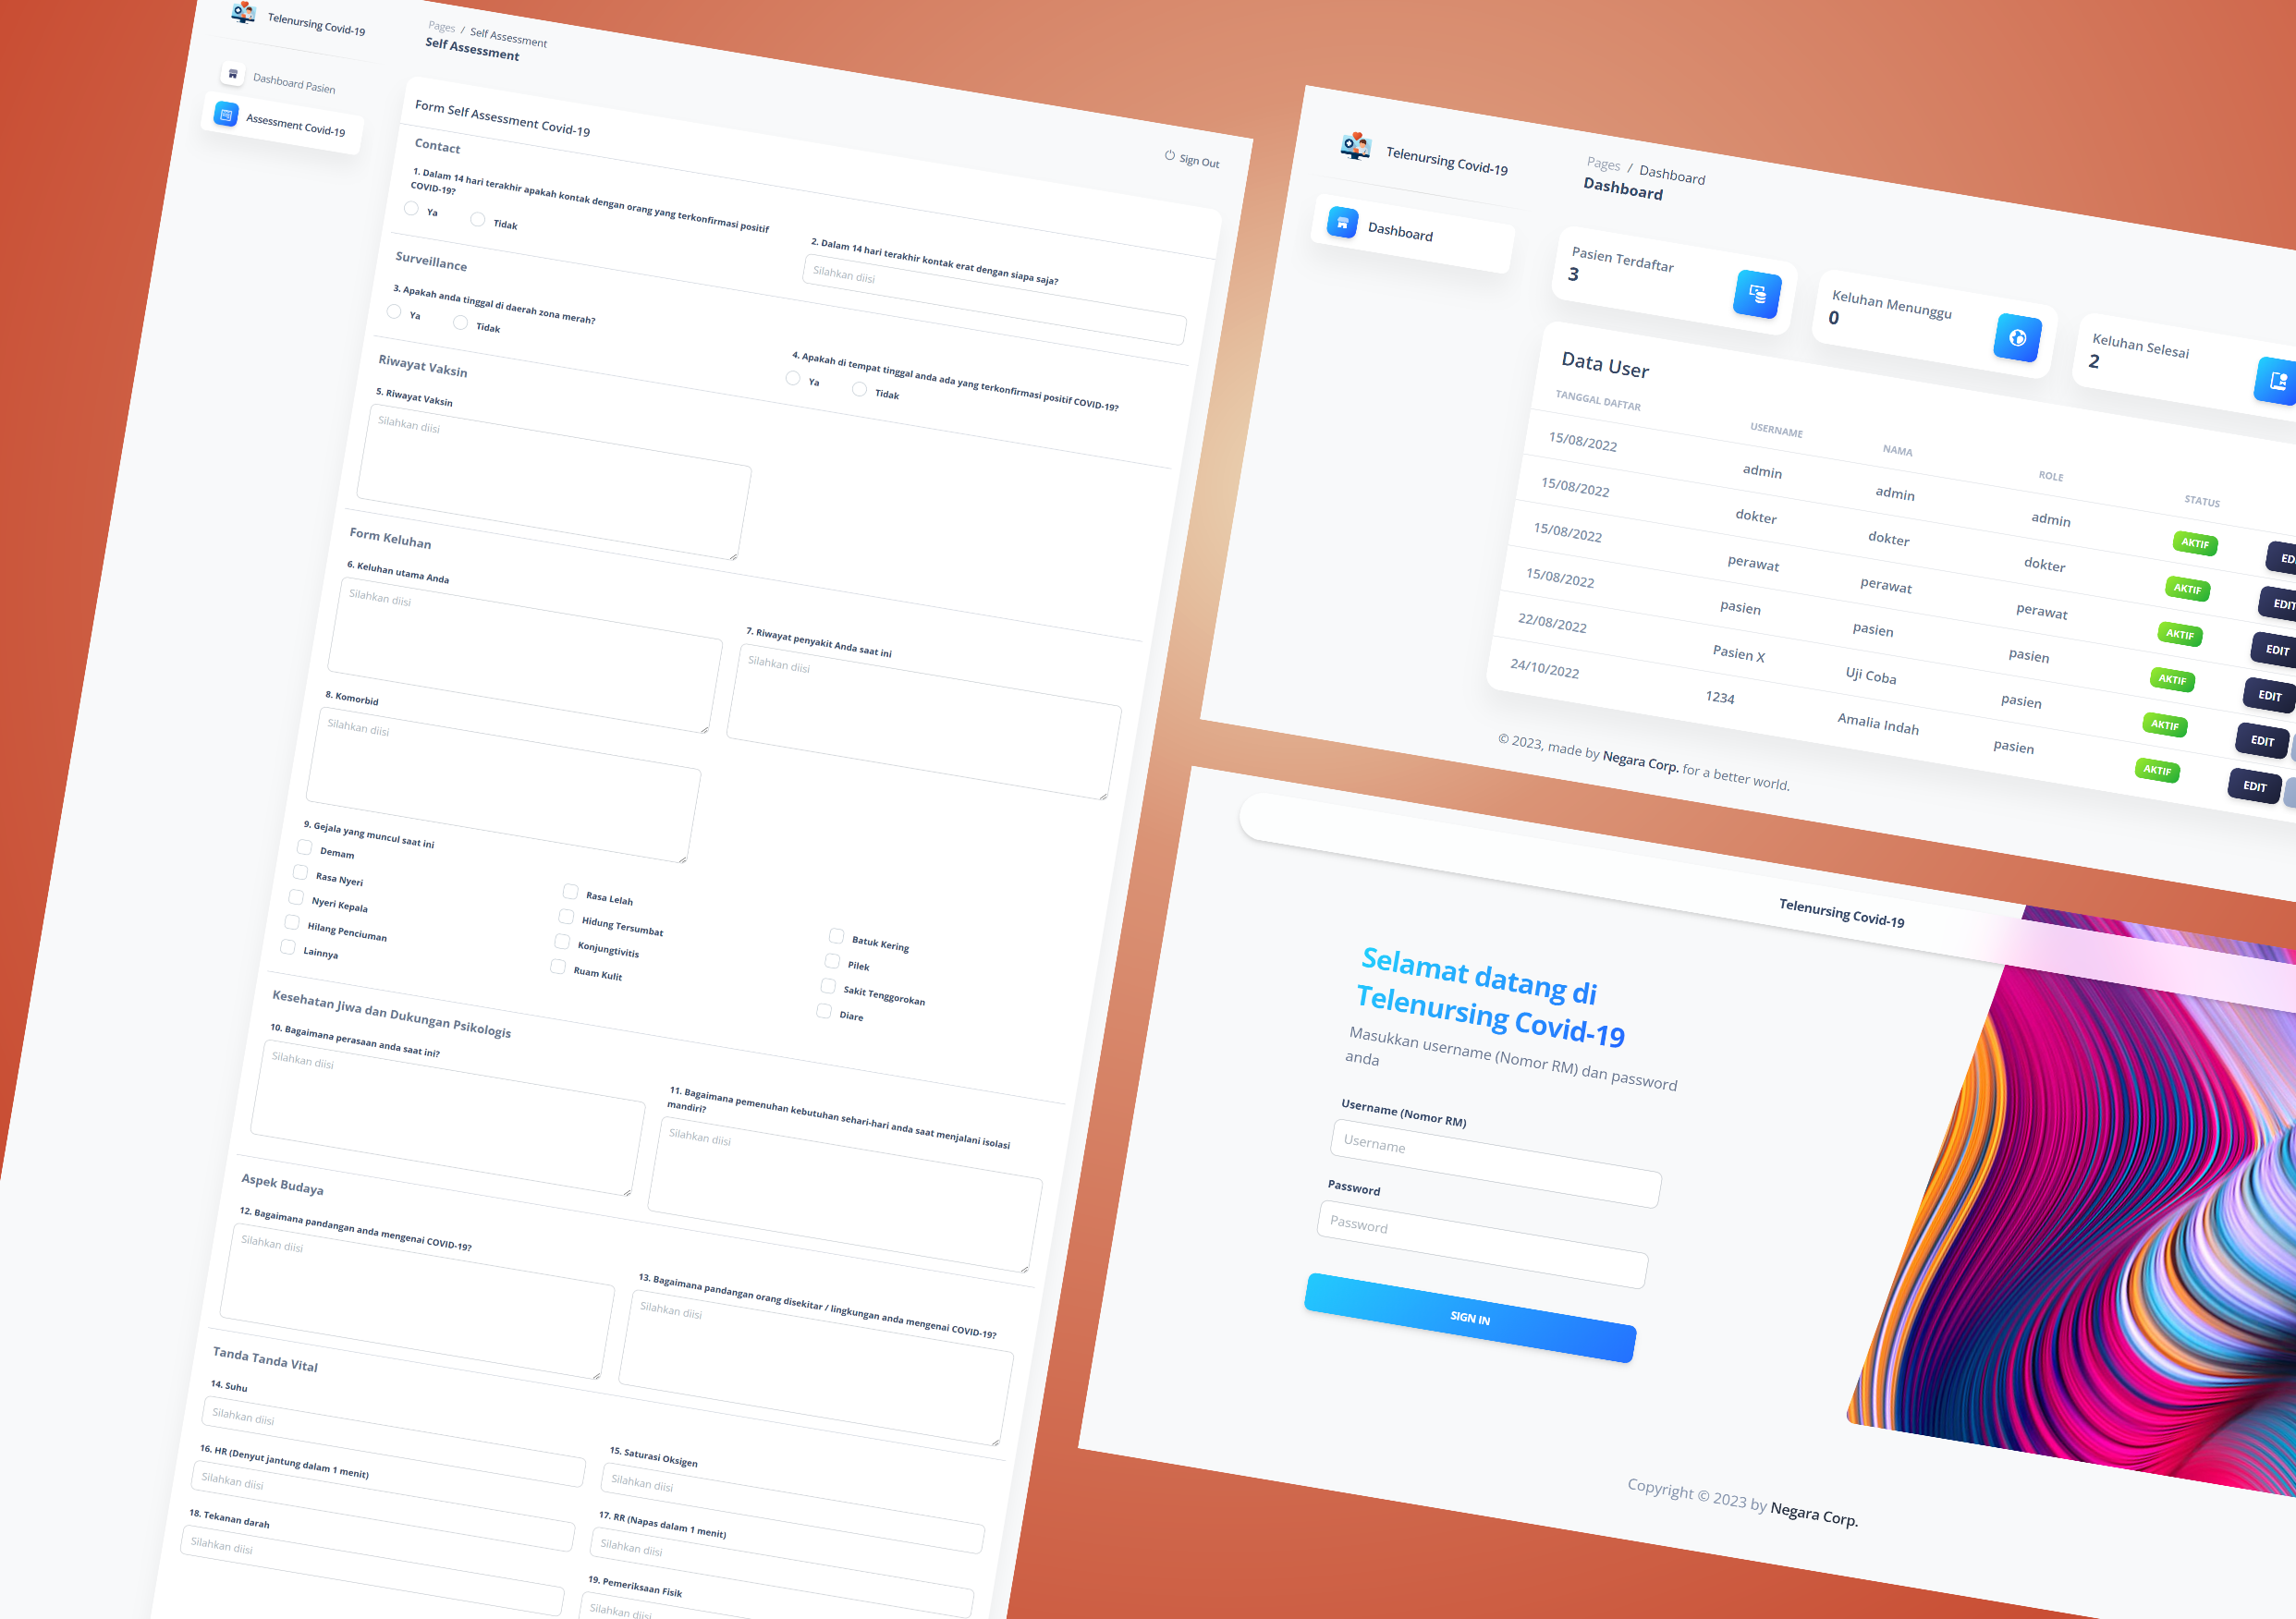 Telenursing Covid-19
Dashboard Pasien
Assessment Covid-19
Pages / Self Assessment
Self Assessment
Sign Out
Form Self Assessment Covid-19
Contact
1. Dalam 14 hari terakhir apakah kontak dengan orang yang terkonfirmasi positif
COVID-19?
Ya
Tidak
2. Dalam 14 hari terakhir kontak erat dengan siapa saja?
Silahkan diisi
Surveillance
3. Apakah anda tinggal di daerah zona merah?
Ya
Tidak
4. Apakah di tempat tinggal anda ada yang terkonfirmasi positif COVID-19?
Ya
Tidak
Riwayat Vaksin
5. Riwayat Vaksin
Silahkan diisi
Form Keluhan
6. Keluhan utama Anda
Silahkan diisi
7. Riwayat penyakit Anda saat ini
Silahkan diisi
8. Komorbid
Silahkan diisi
9. Gejala yang muncul saat ini
Demam
Rasa Nyeri
Nyeri Kepala
Hilang Penciuman
Lainnya
Rasa Lelah
Hidung Tersumbat
Konjungtivitis
Ruam Kulit
Batuk Kering
Pilek
Sakit Tenggorokan
Diare
Kesehatan Jiwa dan Dukungan Psikologis
10. Bagaimana perasaan anda saat ini?
Silahkan diisi
11. Bagaimana pemenuhan kebutuhan sehari-hari anda saat menjalani isolasi
mandiri?
Silahkan diisi
Aspek Budaya
12. Bagaimana pandangan anda mengenai COVID-19?
Silahkan diisi
13. Bagaimana pandangan orang disekitar / lingkungan anda mengenai COVID-19?
Silahkan diisi
Tanda Tanda Vital
14. Suhu
Silahkan diisi
15. Saturasi Oksigen
Silahkan diisi
16. HR (Denyut jantung dalam 1 menit)
Silahkan diisi
17. RR (Napas dalam 1 menit)
Silahkan diisi
18. Tekanan darah
Silahkan diisi
19. Pemeriksaan Fisik
Silahkan diisi
Telenursing Covid-19
Dashboard
Pages / Dashboard
Dashboard
Pasien Terdaftar
3
Keluhan Menunggu
0
Keluhan Selesai
2
Data User
TANGGAL DAFTAR USERNAME NAMA ROLE STATUS
15/08/2022 admin admin admin AKTIF
15/08/2022 dokter dokter dokter AKTIF EDIT
15/08/2022 perawat perawat perawat AKTIF EDIT
15/08/2022 pasien pasien pasien AKTIF EDIT
22/08/2022 Pasien X Uji Coba pasien AKTIF EDIT
24/10/2022 1234 Amalia Indah pasien AKTIF EDIT
© 2023, made by Negara Corp. for a better world.
Telenursing Covid-19
Selamat datang di
Telenursing Covid-19
Masukkan username (Nomor RM) dan password
anda
Username (Nomor RM)
Username
Password
Password
SIGN IN
Copyright © 2023 by Negara Corp.